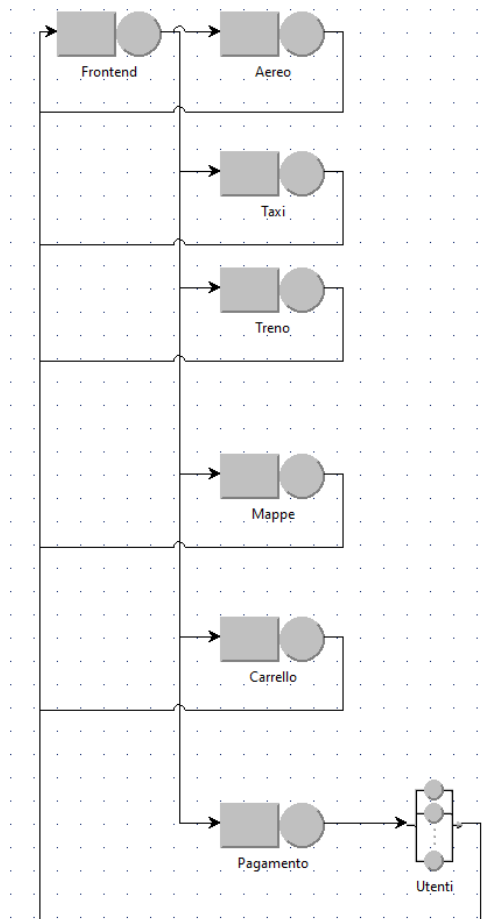 Frontend
Aereo
Taxi
Treno
Mappe
Carrello
Pagamento
Utenti